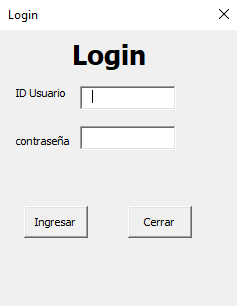 Login
Login
ID Usuario
contraseña
Ingresar Cerrar